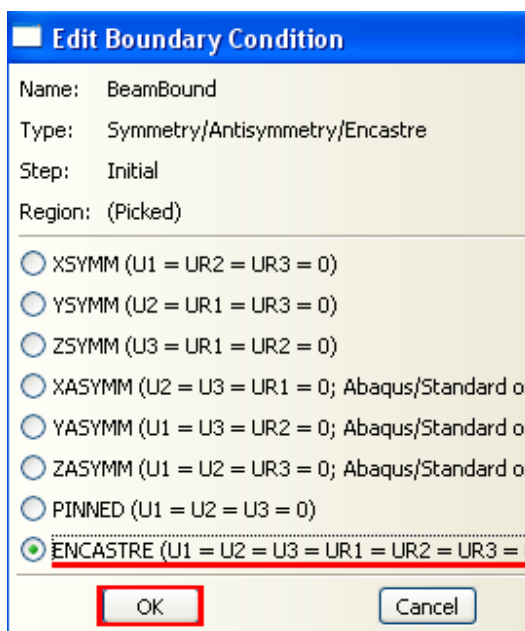 Edit Boundary Condition
Name: BeamBound
Type: Symmetry/Antisymmetry/Encastre
Step: Initial
Region: (Picked)
XSYMM (U1 = UR2 = UR3 = 0)
YSYMM (U2 = UR1 = UR3 = 0)
ZSYMM (U3 = UR1 = UR2 = 0)
XASYMM (U2 = U3 = UR1 = 0; Abaqus/Standard o
YASYMM (U1 = U3 = UR2 = 0; Abaqus/Standard o
ZASYMM (U1 = U2 = UR3 = 0; Abaqus/Standard o
PINNED (U1 = U2 = U3 = 0)
ENCASTRE (U1 = U2 = U3 = UR1 = UR2 = UR3 =
OK Cancel